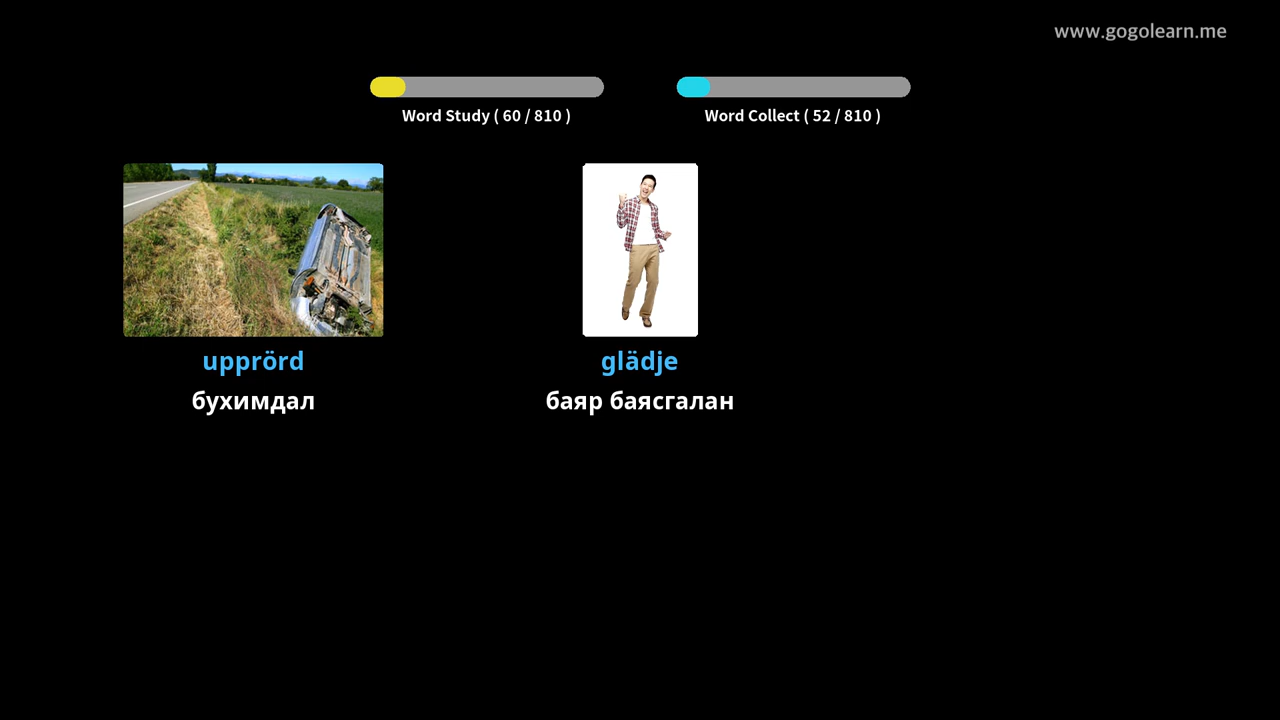 www.gogolearn.me
Word Study ( 60 / 810 )
Word Collect ( 52 / 810 )
upprörd
бухимдал
glädje
баяр баясгалан